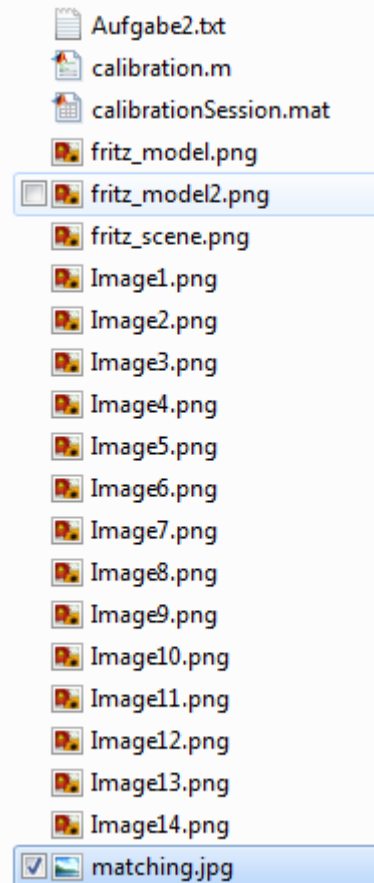 Aufgabe2.txt
calibration.m
calibrationSession.mat
fritz_model.png
fritz_model2.png
fritz_scene.png
Image1.png
Image2.png
Image3.png
Image4.png
Image5.png
Image6.png
Image7.png
Image8.png
Image9.png
Image10.png
Image11.png
Image12.png
Image13.png
Image14.png
matching.jpg